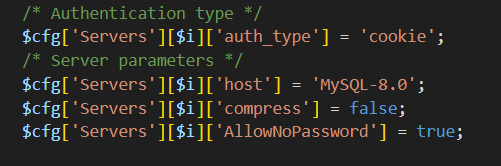 /* Authentication type */
$cfg['Servers'][$i]['auth_type'] = 'cookie';
/* Server parameters */
$cfg['Servers'][$i]['host'] = 'MySQL-8.0';
$cfg['Servers'][$i]['compress'] = false;
$cfg['Servers'][$i]['AllowNoPassword'] = true;